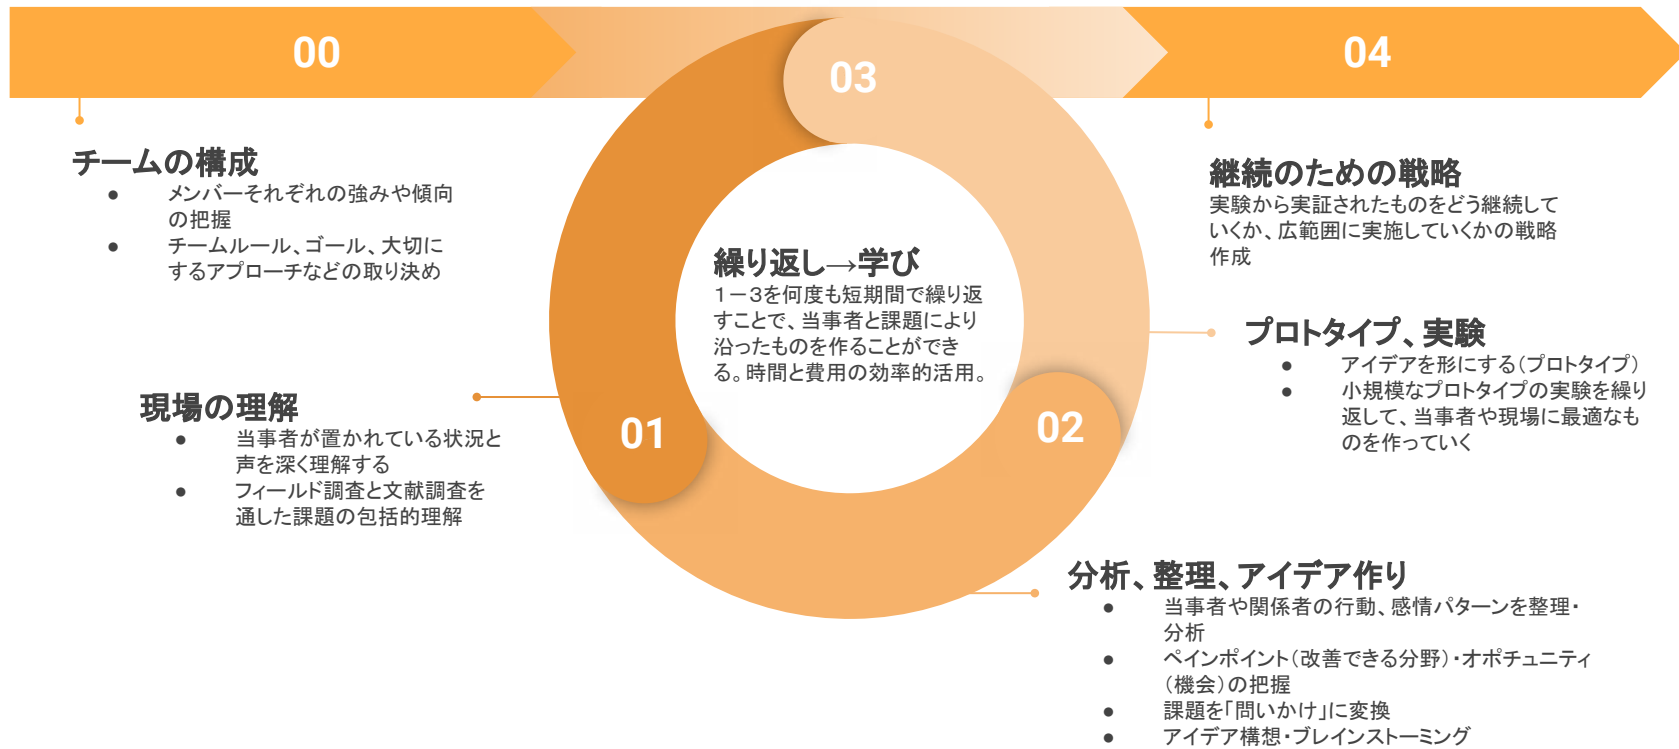 00
03
04
チームの構成
● メンバーそれぞれの強みや傾向
の把握
● チームルール、ゴール、大切に
するアプローチなどの取り決め
継続のための戦略
実験から実証されたものをどう継続して
いくか、広範囲に実施していくかの戦略
作成
繰り返し→学び
1－3を何度も短期間で繰り返
すことで、当事者と課題により
沿ったものを作ることができ
る。時間と費用の効率的活用。
プロトタイプ、実験
● アイデアを形にする（プロトタイプ）
● 小規模なプロトタイプの実験を繰り
返して、当事者や現場に最適なも
のを作っていく
01
02
現場の理解
● 当事者が置かれている状況と
声を深く理解する
● フィールド調査と文献調査を
通した課題の包括的理解
分析、整理、アイデア作り
● 当事者や関係者の行動、感情パターンを整理・
分析
● ペインポイント（改善できる分野）・オポチュニティ
（機会）の把握
● 課題を「問いかけ」に変換
● アイデア構想・ブレインストーミング